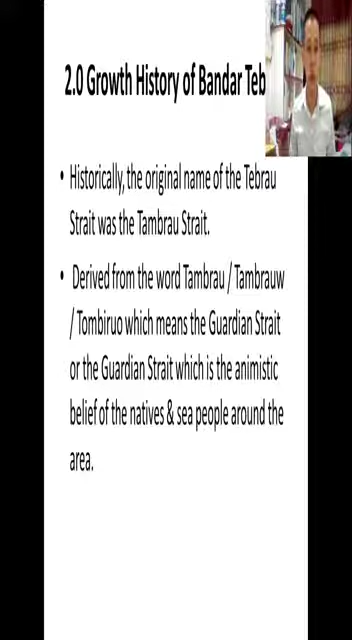 2.0 Growth History of Bandar Teb
• Historically, the original name of the Tebrau
Strait was the Tambrau Strait.
• Derived from the word Tambrau / Tambrauw
/ Tombiruo which means the Guardian Strait
or the Guardian Strait which is the animistic
belief of the natives & sea people around the
area.